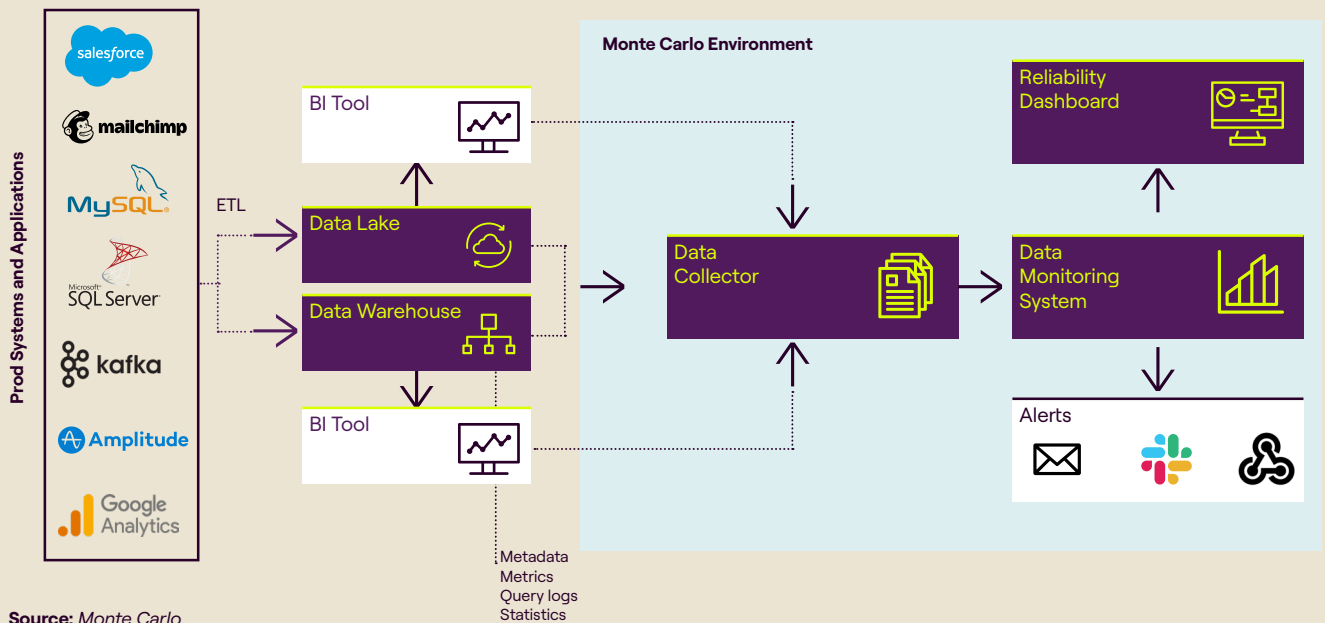 Prod Systems and Applications
salesforce
mailchimp
MySQL.
Microsoft
SQL Server
kafka
Amplitude
Google
Analytics
ETL
BI Tool
Data Lake
Data Warehouse
BI Tool
Metadata
Metrics
Query logs
Statistics
Monte Carlo Environment
Data
Collector
Reliability
Dashboard
Data
Monitoring
System
Alerts
Source: Monte Carlo